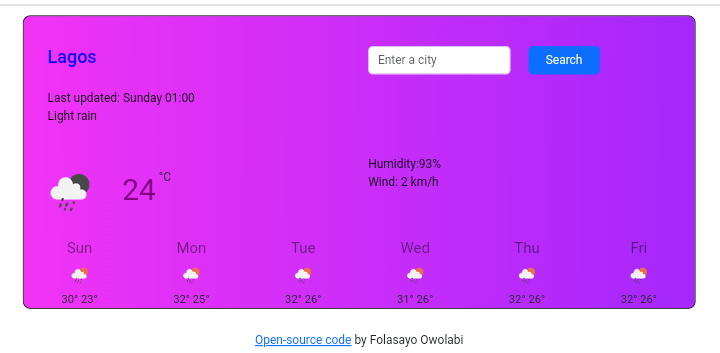 Lagos
Enter a city
Search
Last updated: Sunday 01:00
Light rain
Humidity:93%
Wind: 2 km/h
24 °C
Sun Mon Tue Wed Thu Fri
30° 23° 32° 25° 32° 26° 31° 26° 32° 26° 32° 26°
Open-source code by Folasayo Owolabi